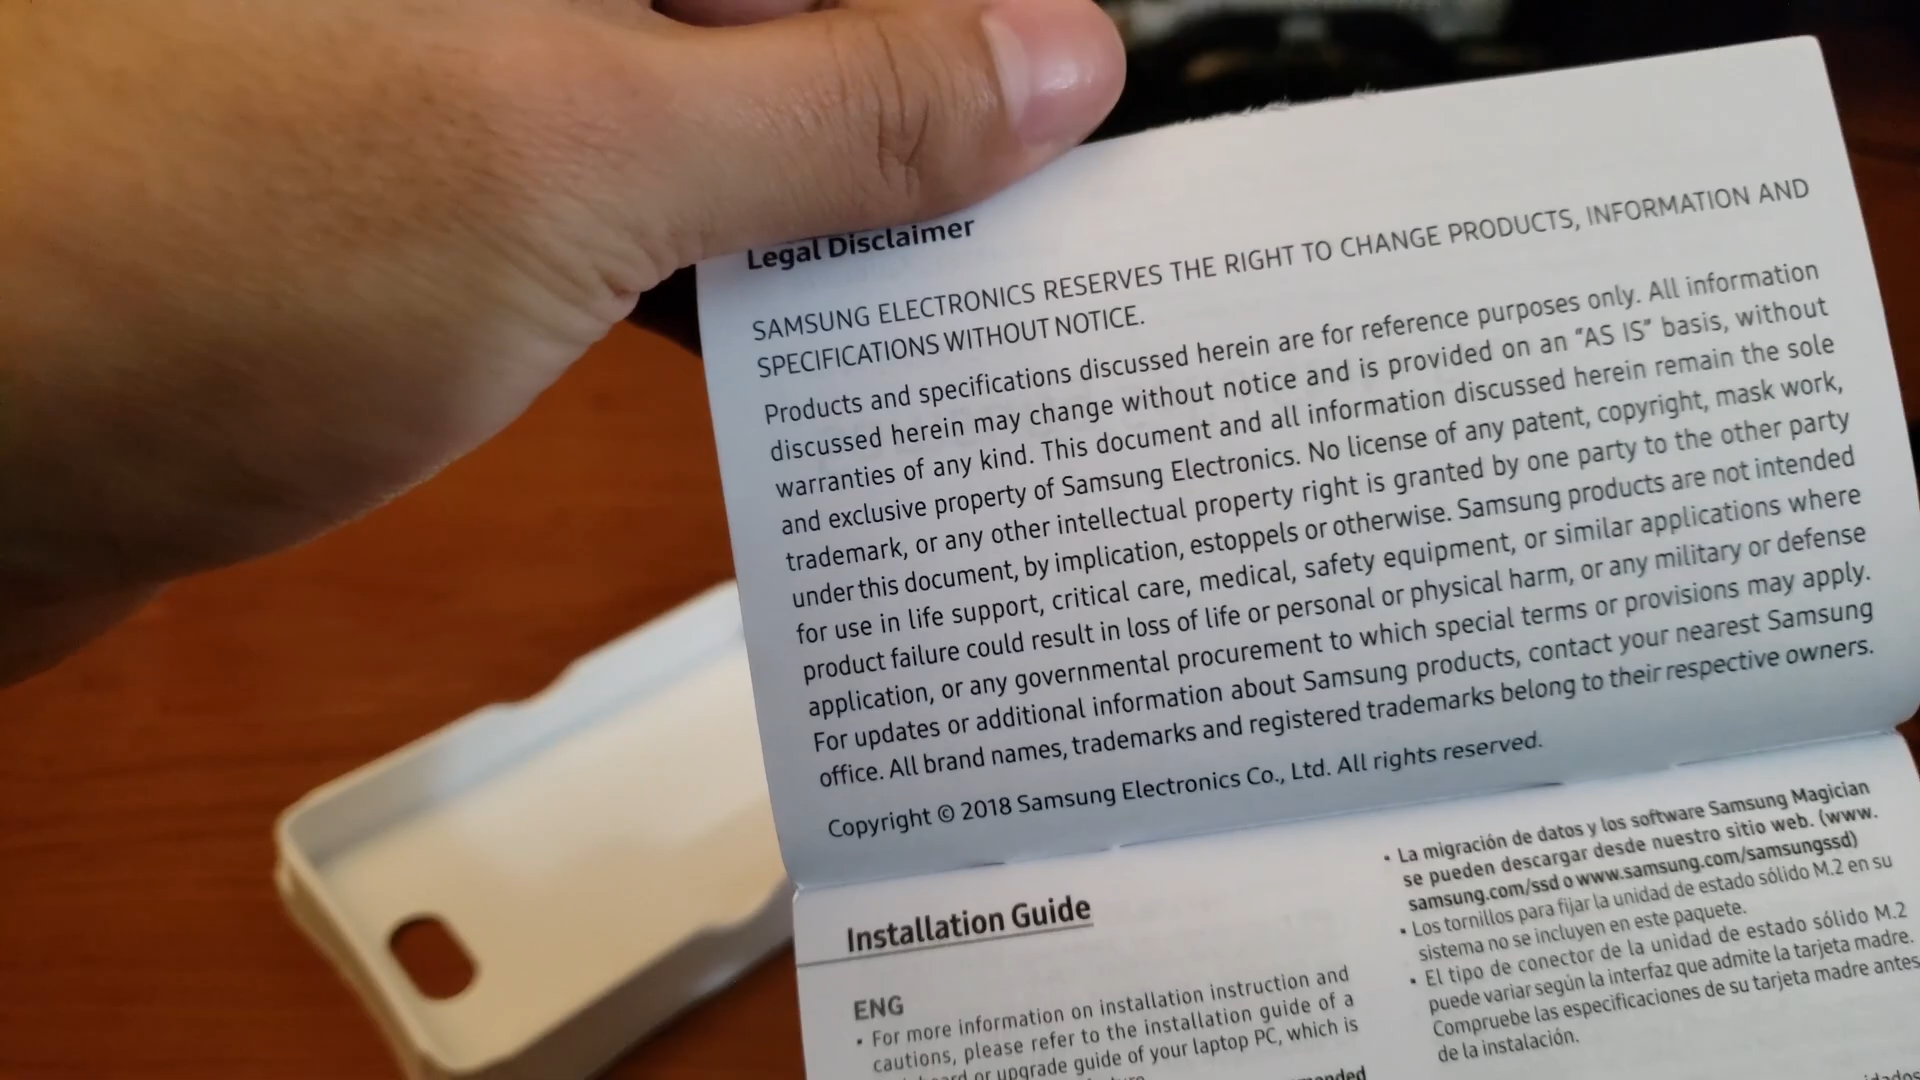 Legal Disclaimer
SAMSUNG ELECTRONICS RESERVES THE RIGHT TO CHANGE PRODUCTS, INFORMATION AND
SPECIFICATIONS WITHOUT NOTICE.
Products and specifications discussed herein are for reference purposes only. All information
discussed herein may change without notice and is provided on an “AS IS” basis, without
warranties of any kind. This document and all information discussed herein remain the sole
and exclusive property of Samsung Electronics. No license of any patent, copyright, mask work,
trademark, or any other intellectual property right is granted by one party to the other party
under this document, by implication, estoppels or otherwise. Samsung products are not intended
for use in life support, critical care, medical, safety equipment, or similar applications where
product failure could result in loss of life or personal or physical harm, or any military or defense
application, or any governmental procurement to which special terms or provisions may apply.
For updates or additional information about Samsung products, contact your nearest Samsung
office. All brand names, trademarks and registered trademarks belong to their respective owners.
Copyright © 2018 Samsung Electronics Co., Ltd. All rights reserved.
Installation Guide
ENG
• For more information on installation instruction and
cautions, please refer to the installation guide of a
or upgrade guide of your laptop PC, which is
• La migración de datos y los software Samsung Magician
se pueden descargar desde nuestro sitio web. (www.
samsung.com/ssd o www.samsung.com/samsungssd)
• Los tornillos para fijar la unidad de estado sólido M.2 en su
sistema no se incluyen en este paquete.
• El tipo de conector de la unidad de estado sólido M.2
puede variar según la interfaz que admite la tarjeta madre.
Compruebe las especificaciones de su tarjeta madre antes
de la instalación.